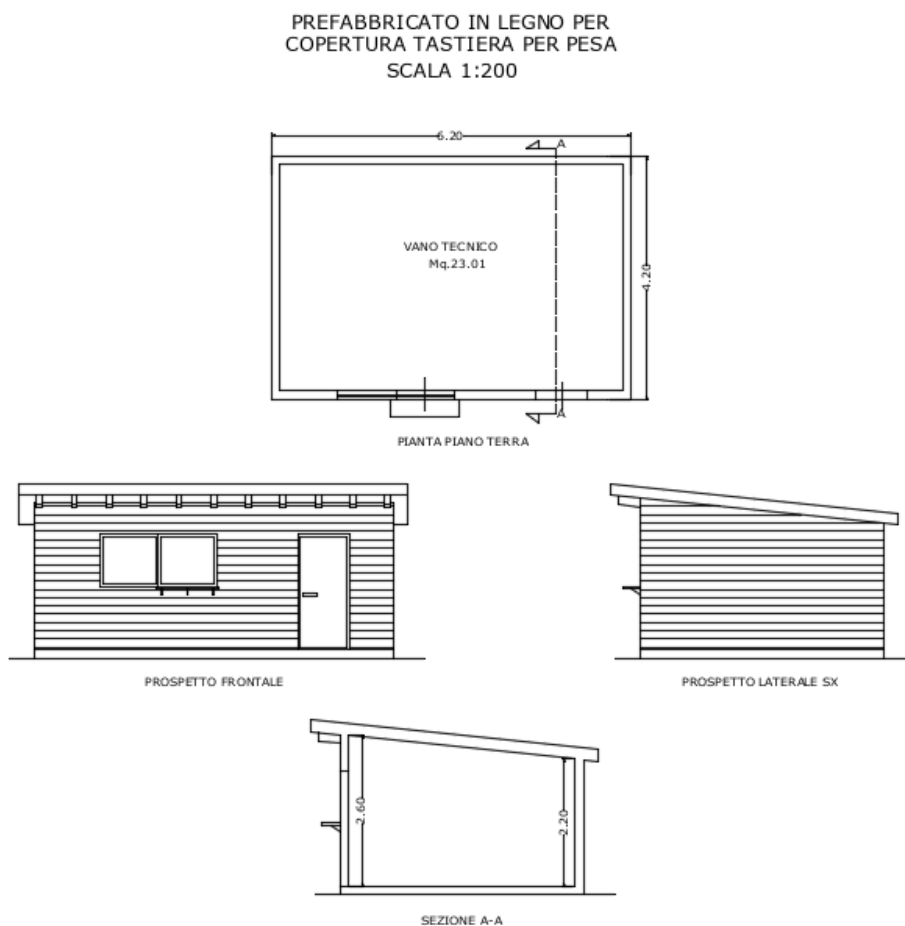 PREFABBRICATO IN LEGNO PER
COPERTURA TASTIERA PER PESA
SCALA 1:200
6.20
A
VANO TECNICO
Mq.23.01
4.20
A
PIANTA PIANO TERRA
PROSPETTO FRONTALE
PROSPETTO LATERALE SX
2.60
2.20
SEZIONE A-A